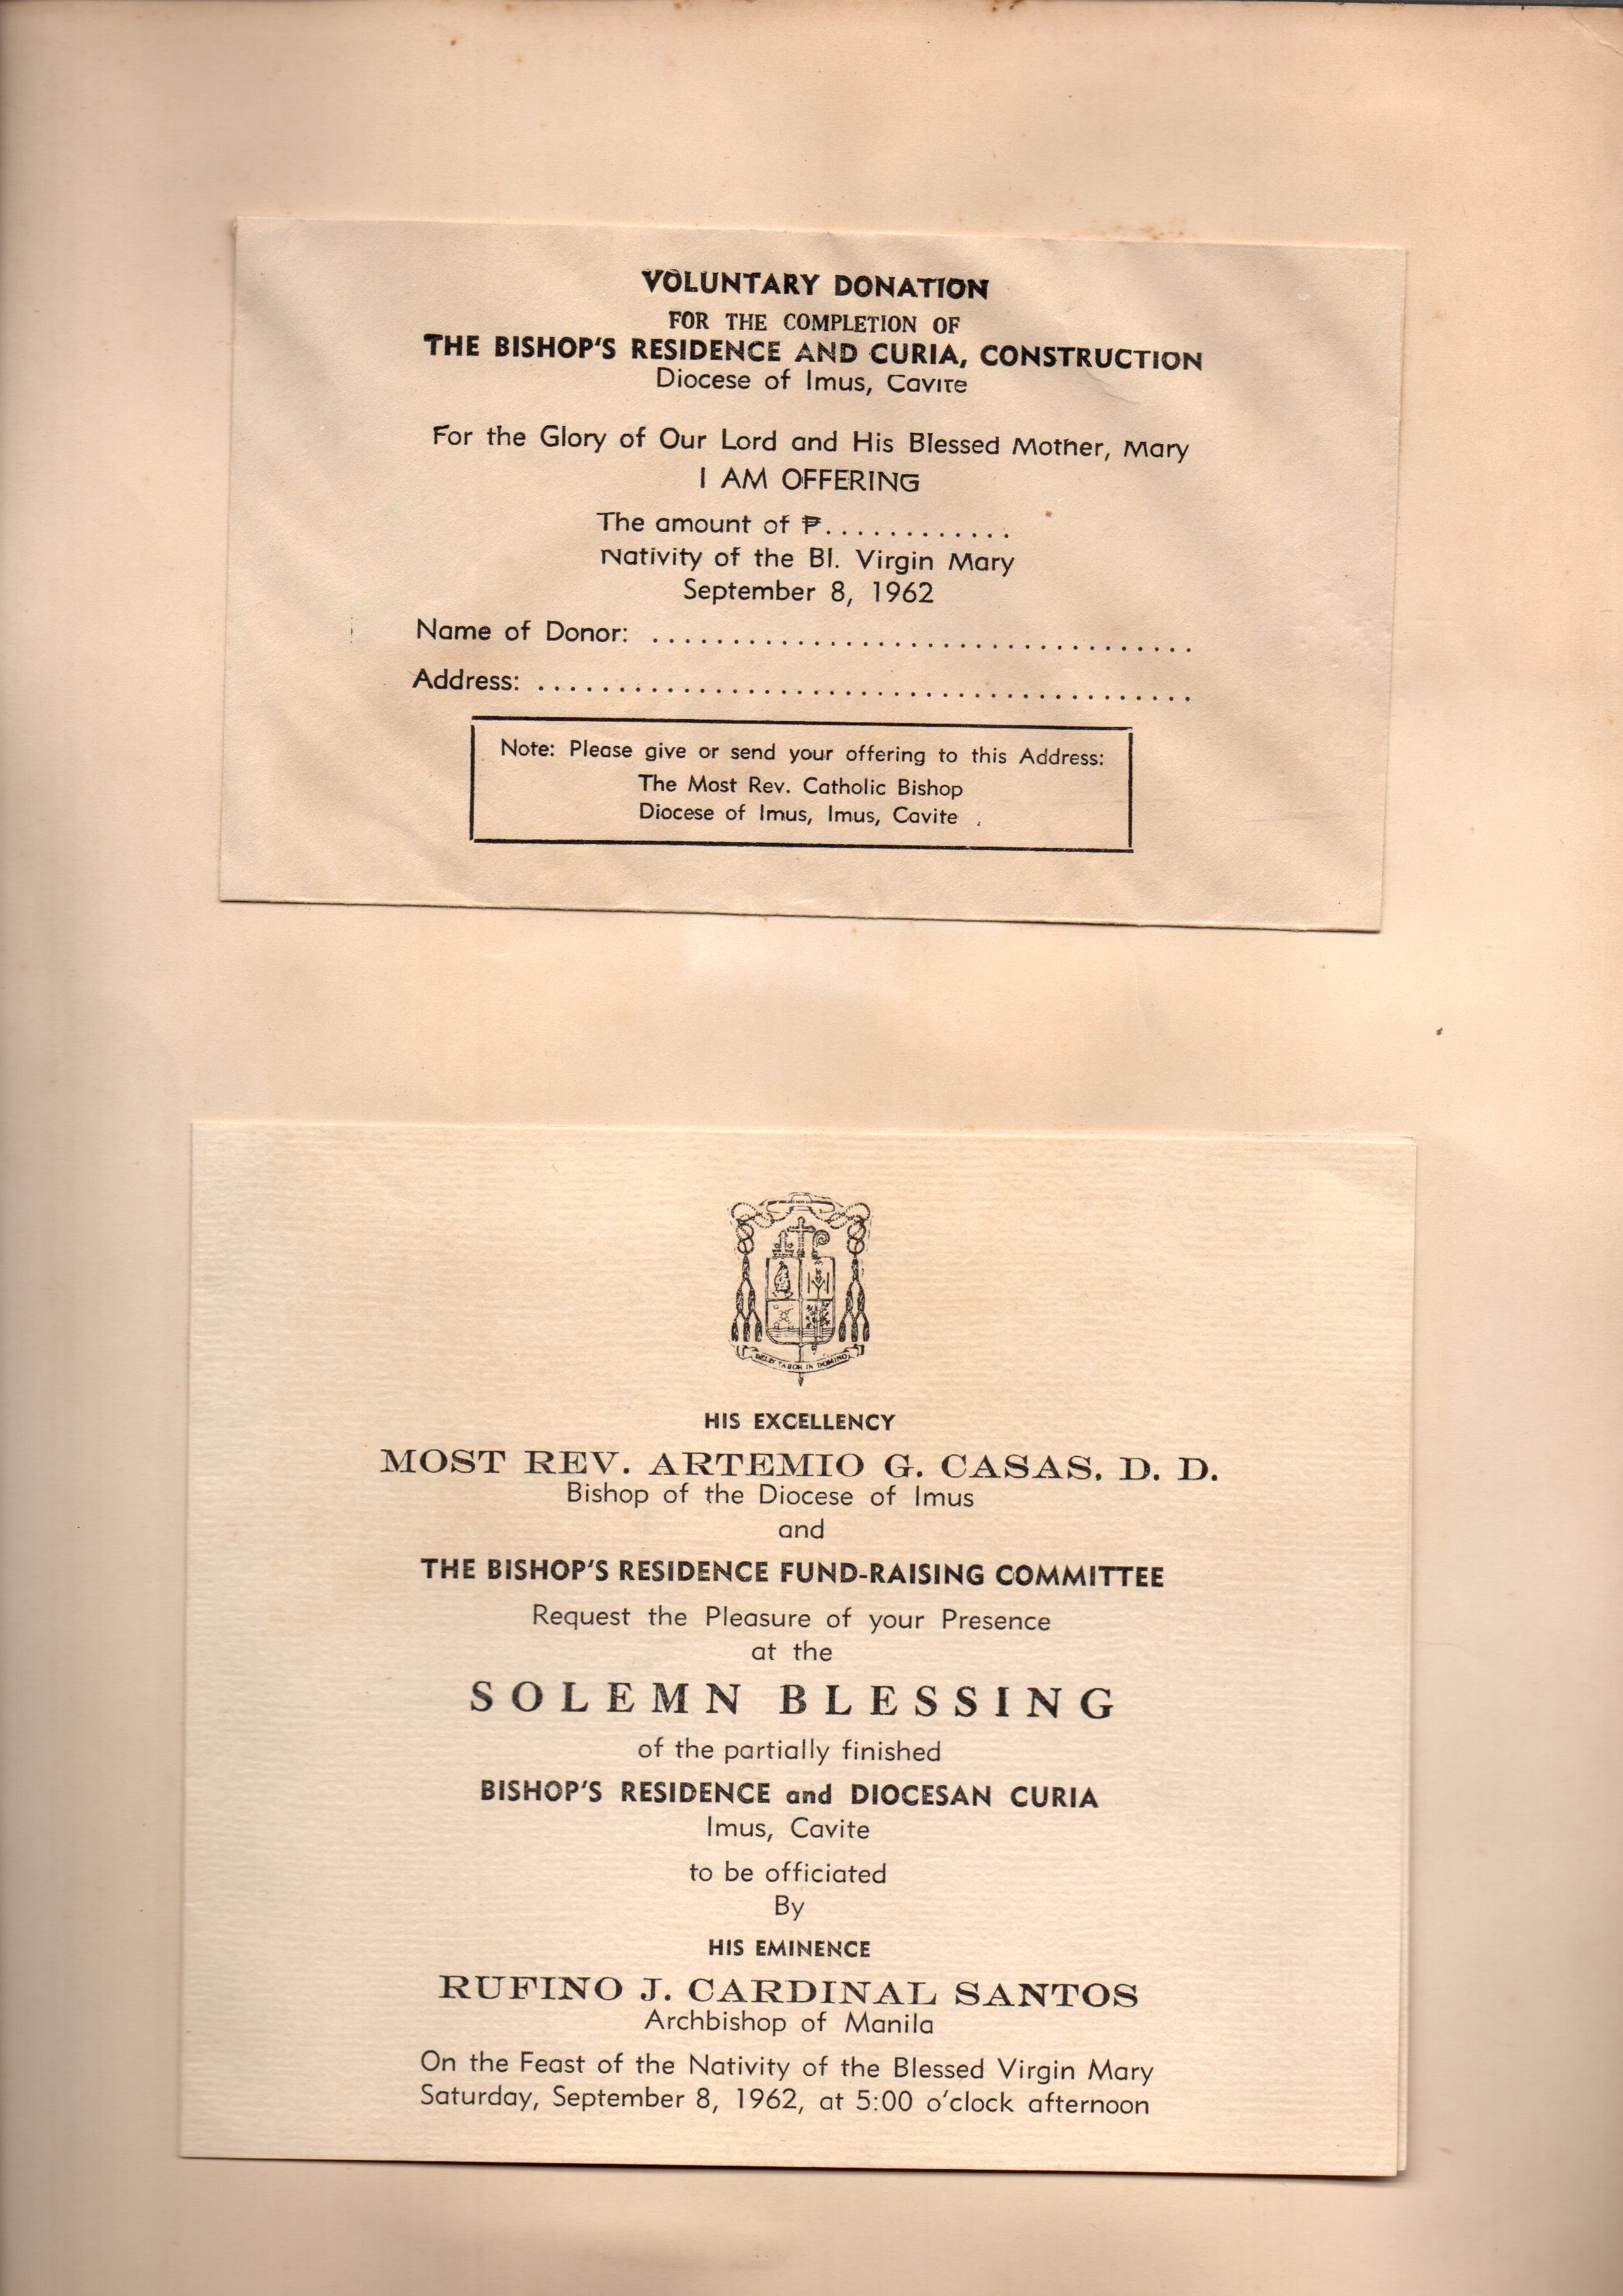 VOLUNTARY DONATION
FOR THE COMPLETION OF
THE BISHOP'S RESIDENCE AND CURIA, CONSTRUCTION
Diocese of Imus, Cavite
For the Glory of Our Lord and His Blessed Mother, Mary
I AM OFFERING
The amount of ₱.............
Nativity of the Bl. Virgin Mary
September 8, 1962
Name of Donor: ..................................
Address: .........................................
Note: Please give or send your offering to this Address:
The Most Rev. Catholic Bishop
Diocese of Imus, Imus, Cavite .
IN DOMINO
HIS EXCELLENCY
MOST REV. ARTEMIO G. CASAS, D. D.
Bishop of the Diocese of Imus
and
THE BISHOP'S RESIDENCE FUND-RAISING COMMITTEE
Request the Pleasure of your Presence
at the
SOLEMN BLESSING
of the partially finished
BISHOP'S RESIDENCE and DIOCESAN CURIA
Imus, Cavite
to be officiated
By
HIS EMINENCE
RUFINO J. CARDINAL SANTOS
Archbishop of Manila
On the Feast of the Nativity of the Blessed Virgin Mary
Saturday, September 8, 1962, at 5:00 o'clock afternoon